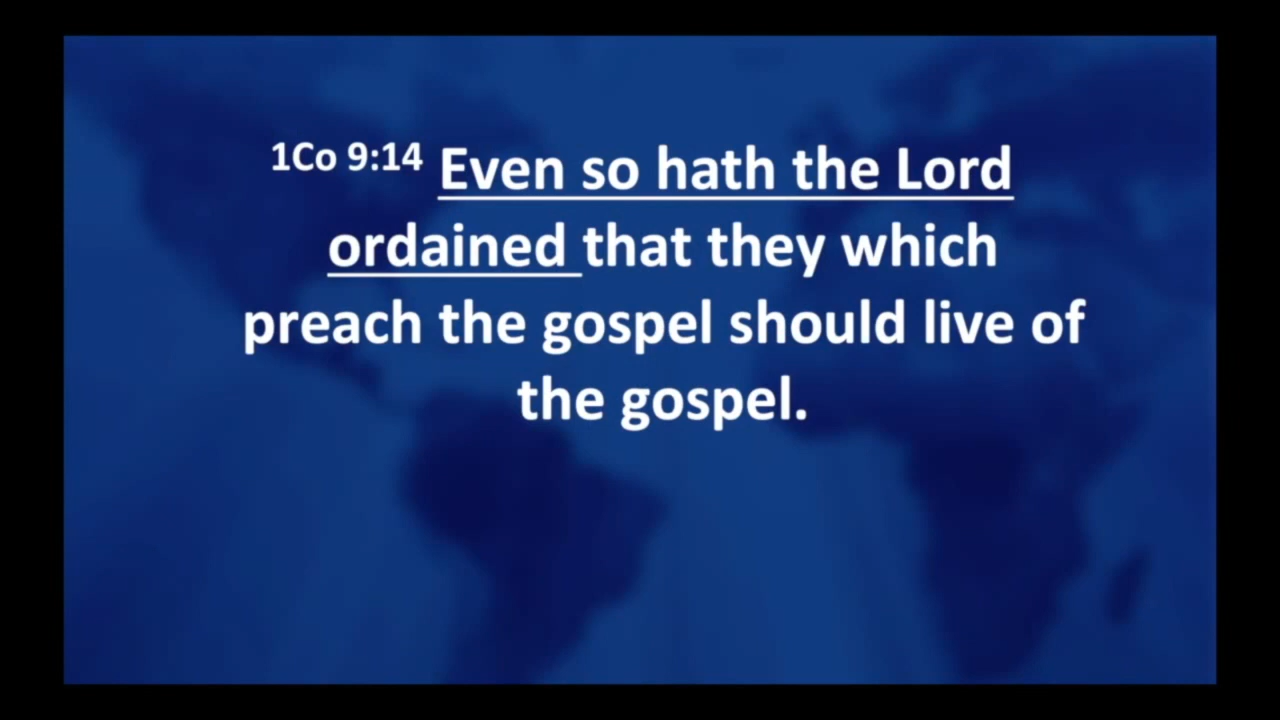 1Co 9:14 Even so hath the Lord
ordained that they which
preach the gospel should live of
the gospel.